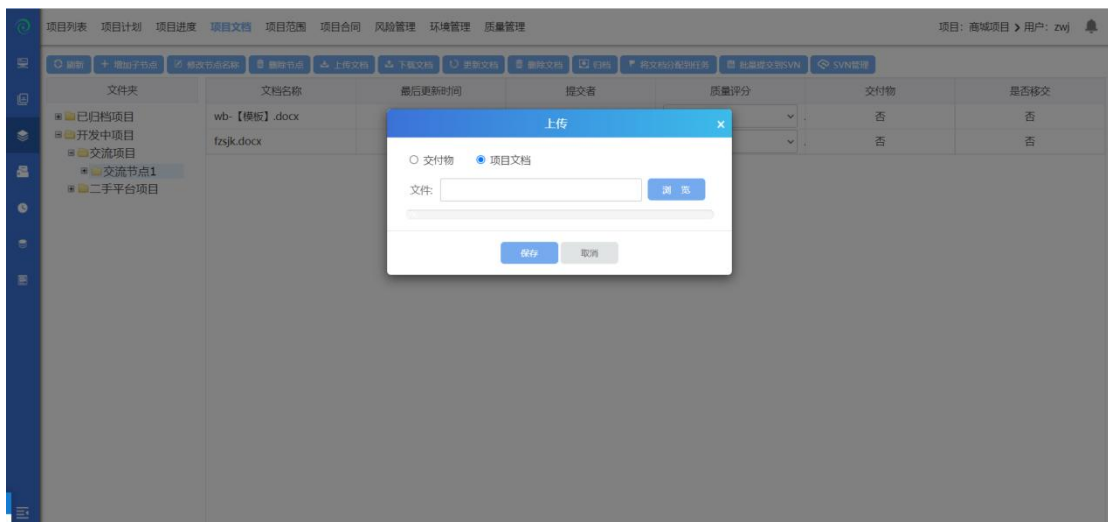 项目列表 项目计划 项目进度 项目文档 项目范围 项目合同 风险管理 环境管理 质量管理 项目：商城项目 用户：zwj
刷新 增加子节点 修改节点名称 删除节点 上传文档 下载文档 更新文档 删除文档 归档 将文档分配到任务 批量提交到SVN SVN管理
文件夹 文档名称 最后更新时间 提交者 质量评分 交付物 是否移交
已归档项目 wb-【模板】.docx 否 否
开发中项目 fzsjk.docx 否 否
交流项目
交流节点1
二手平台项目
上传
交付物 项目文档
文件: 浏 览
保存 取消